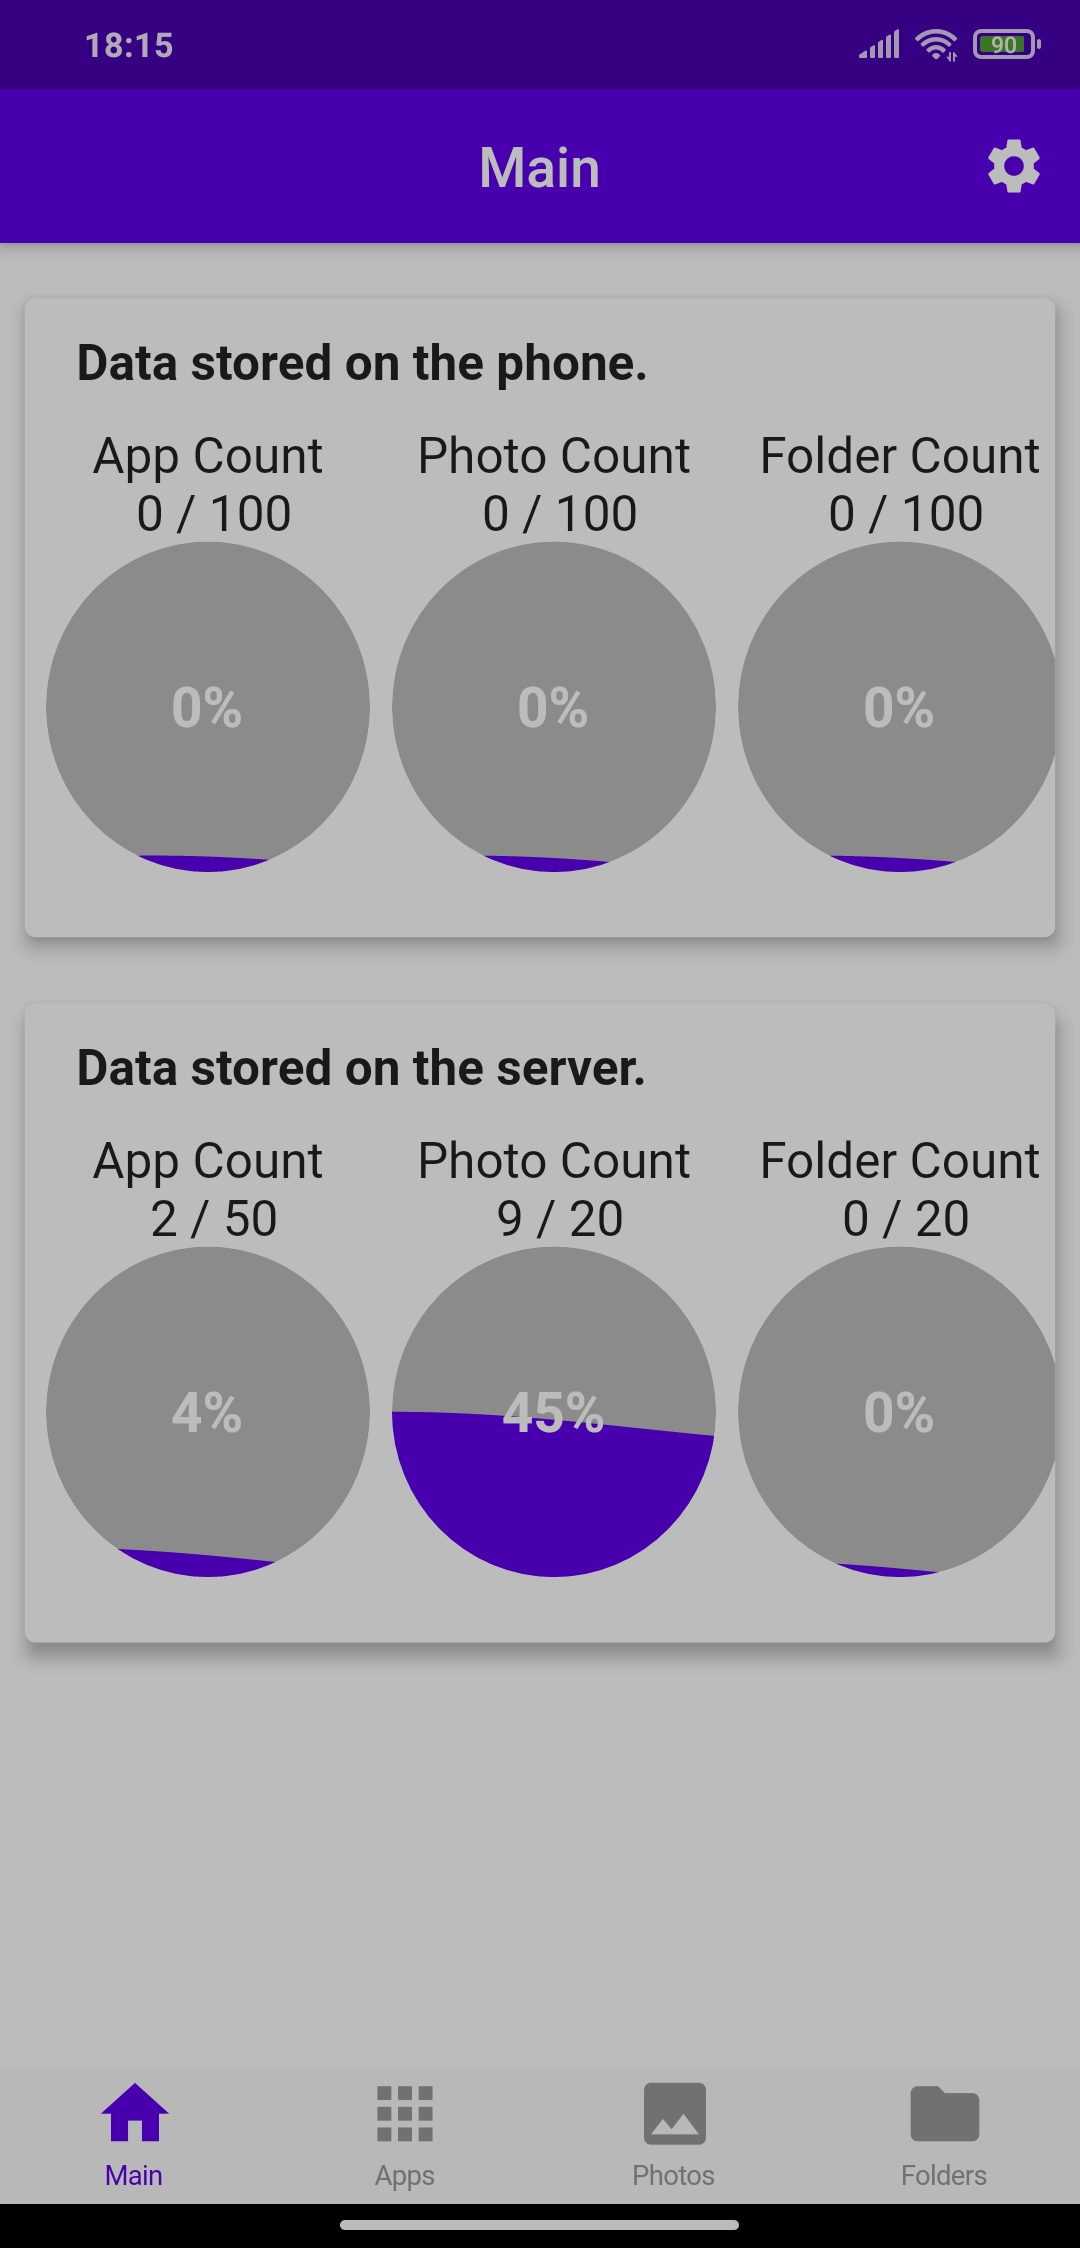 18:15
90
Main
Data stored on the phone.
App Count Photo Count Folder Count
0 / 100 0 / 100 0 / 100
0% 0% 0%
Data stored on the server.
App Count Photo Count Folder Count
2 / 50 9 / 20 0 / 20
4% 45% 0%
Main Apps Photos Folders